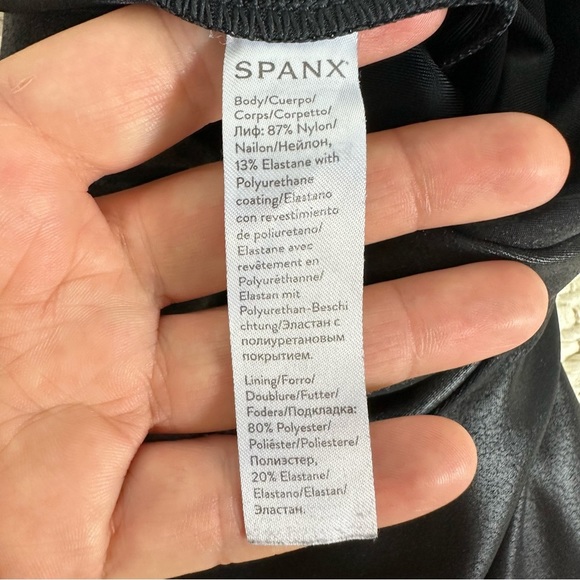 SPANX
Body/Cuerpo/
Corps/Corpetto/
Лиф: 87% Nylon/
Nailon/Нейлон,
13% Elastane with
Polyurethane
coating/Elastano
con revestimiento
de poliuretano/
Elastane avec
revêtement en
Polyuréthanne/
Elastan mit
Polyurethan-Beschi
chtung/Эластан с
полиуретановым
покрытием.
Lining/Forro/
Doublure/Futter/
Fodera/Подкладка:
80% Polyester/
Poliéster/Poliestere/
Полиэстер,
20% Elastane/
Elastano/Elastan/
Эластан.